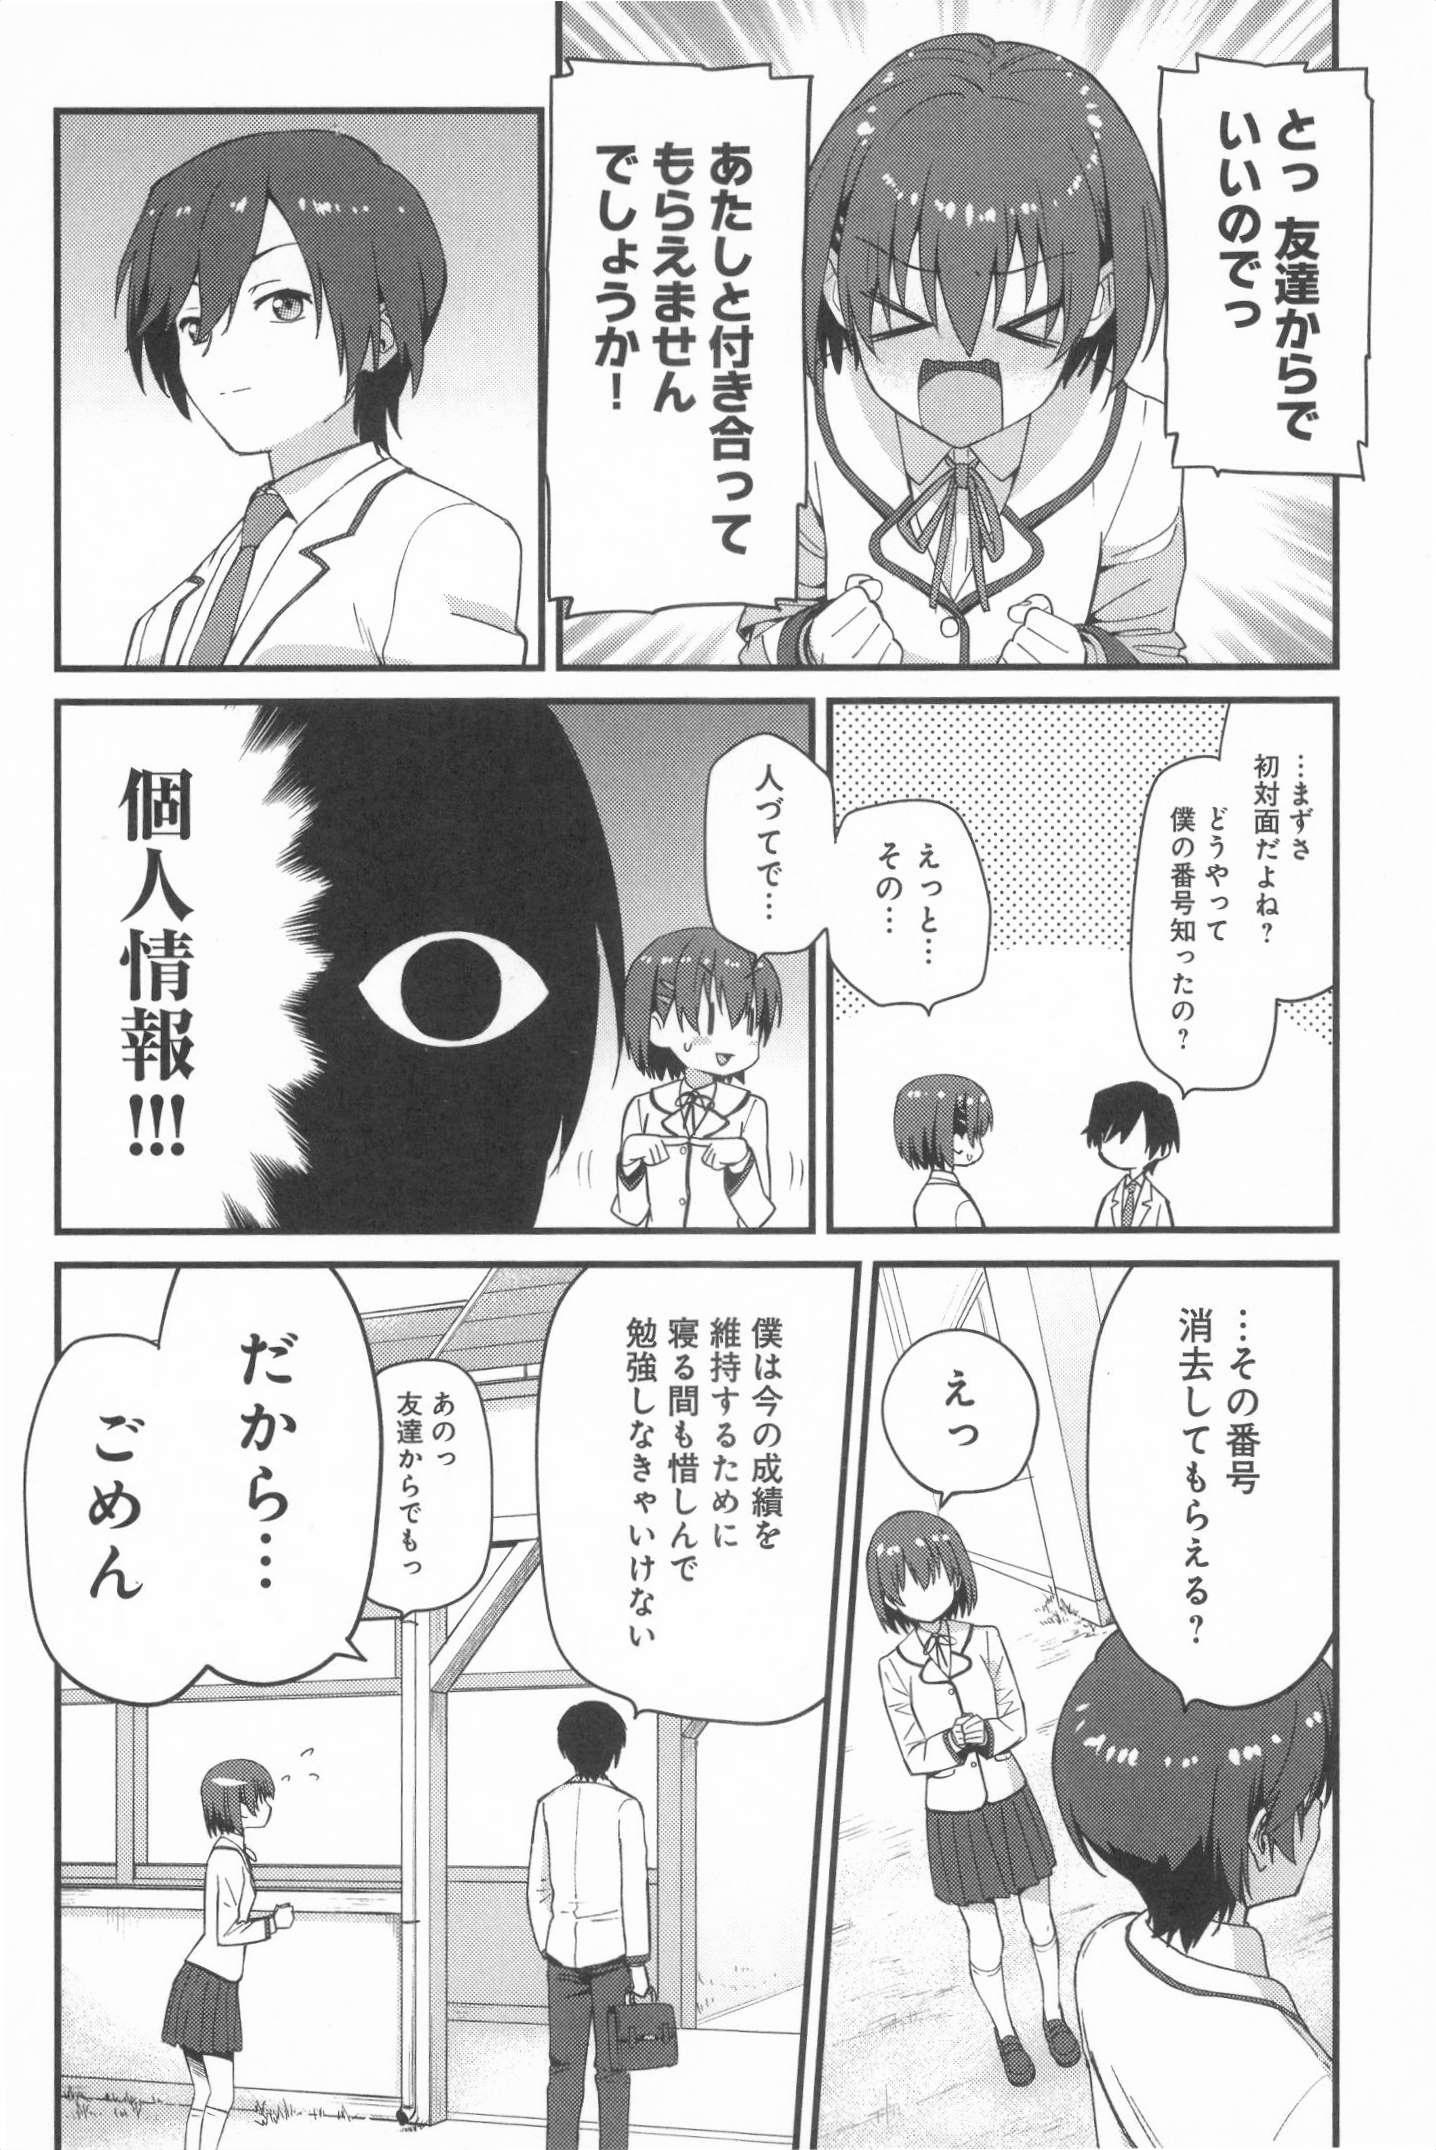 とっ 友達からで
いいのでっ
あたしと付き合って
もらえません
でしょうか！
…まずさ
初対面だよね？
どうやって
僕の番号知ったの？
えっと…
その…
人づてで…
個人情報!!!
…その番号
消去してもらえる？
えっ
僕は今の成績を
維持するために
寝る間も惜しんで
勉強しなきゃいけない
あのっ
友達からでもっ
だから…
ごめん